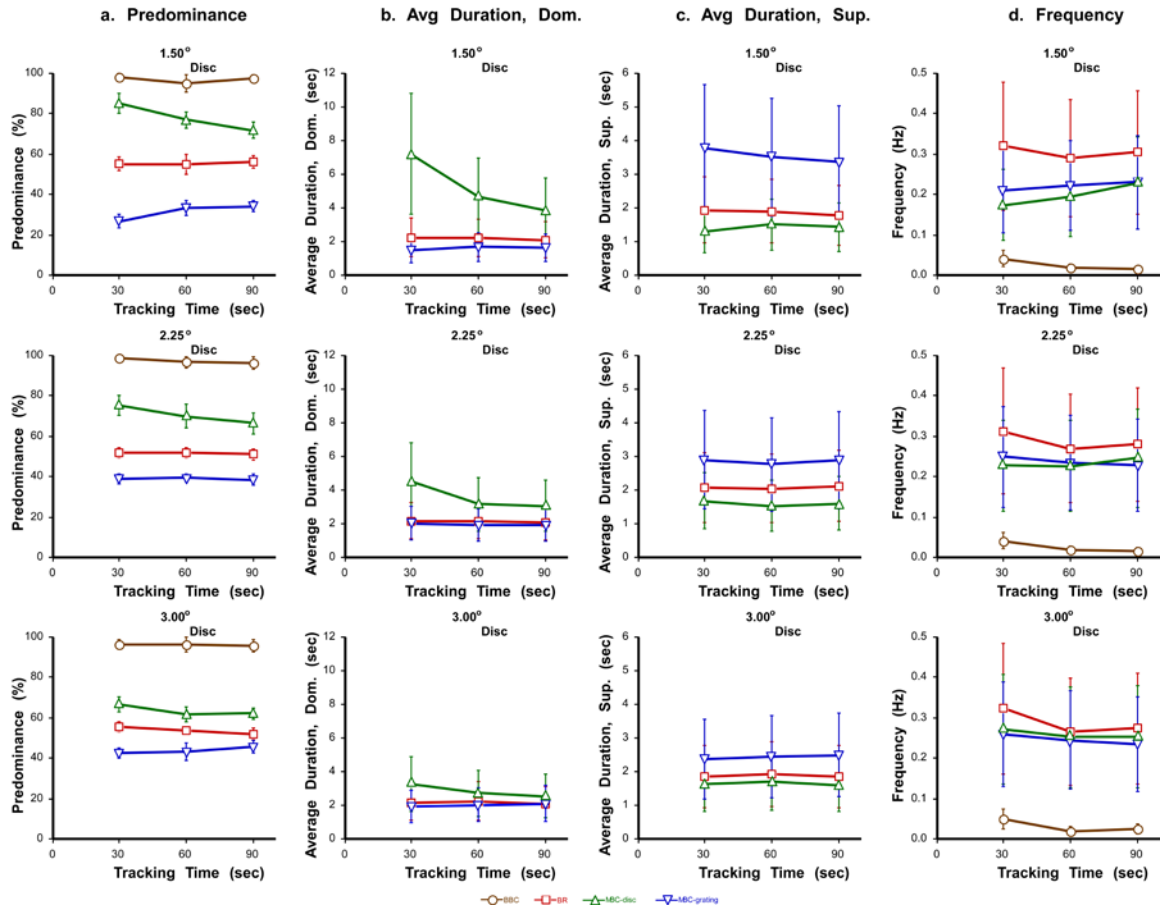 a. Predominance
b. Avg Duration, Dom.
c. Avg Duration, Sup.
d. Frequency
1.50°
Disc
Predominance (%)
100
80
60
40
20
0
0 30 60 90
Tracking Time (sec)
1.50°
Disc
Average Duration, Dom. (sec)
12
10
8
6
4
2
0
0 30 60 90
Tracking Time (sec)
1.50°
Disc
Average Duration, Sup. (sec)
6
5
4
3
2
1
0
0 30 60 90
Tracking Time (sec)
1.50°
Disc
Frequency (Hz)
0.5
0.4
0.3
0.2
0.1
0.0
0 30 60 90
Tracking Time (sec)
2.25°
Disc
Predominance (%)
100
80
60
40
20
0
0 30 60 90
Tracking Time (sec)
2.25°
Disc
Average Duration, Dom. (sec)
12
10
8
6
4
2
0
0 30 60 90
Tracking Time (sec)
2.25°
Disc
Average Duration, Sup. (sec)
6
5
4
3
2
1
0
0 30 60 90
Tracking Time (sec)
2.25°
Disc
Frequency (Hz)
0.5
0.4
0.3
0.2
0.1
0.0
0 30 60 90
Tracking Time (sec)
3.00°
Disc
Predominance (%)
100
80
60
40
20
0
0 30 60 90
Tracking Time (sec)
3.00°
Disc
Average Duration, Dom. (sec)
12
10
8
6
4
2
0
0 30 60 90
Tracking Time (sec)
3.00°
Disc
Average Duration, Sup. (sec)
6
5
4
3
2
1
0
0 30 60 90
Tracking Time (sec)
3.00°
Disc
Frequency (Hz)
0.5
0.4
0.3
0.2
0.1
0.0
0 30 60 90
Tracking Time (sec)
BBC BR MBC-disc MBC-grating